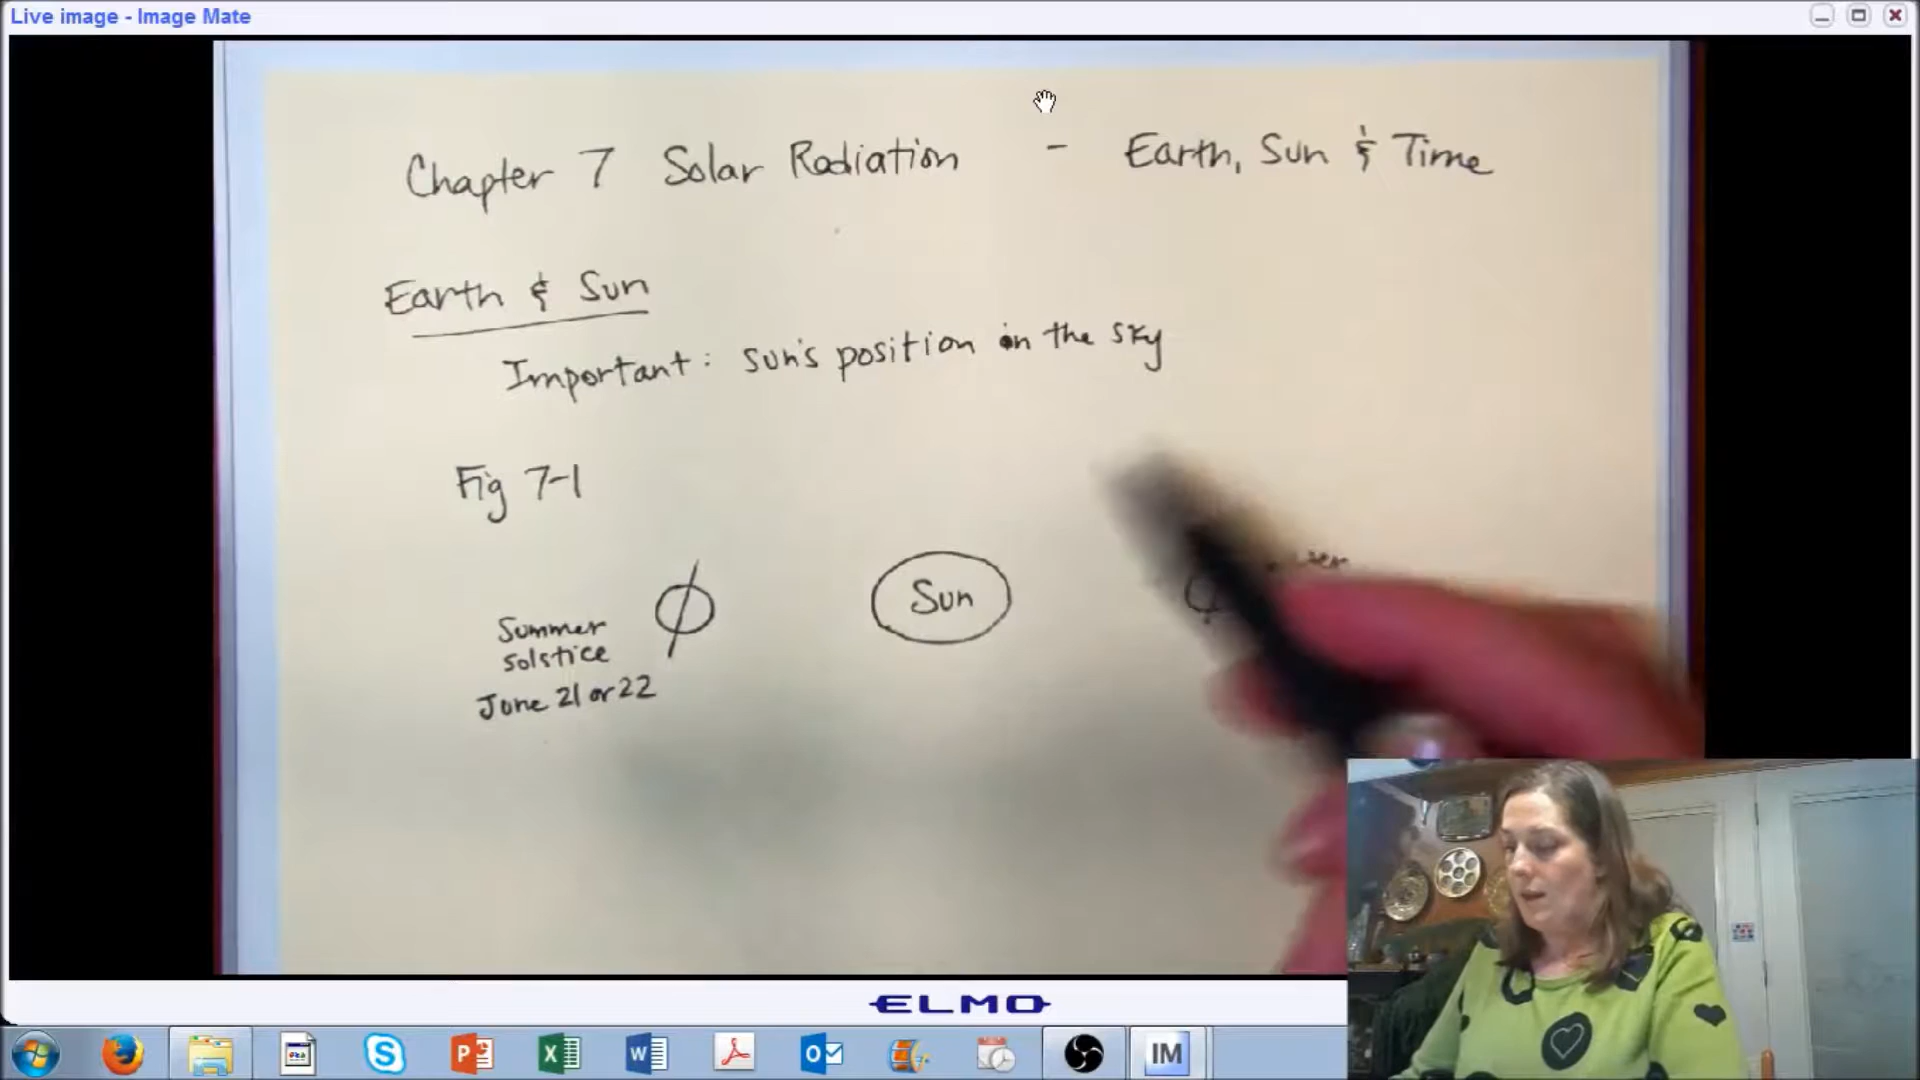 Live image - Image Mate
Chapter 7 Solar Radiation - Earth, Sun & Time
Earth & Sun
Important: sun's position in the sky
Fig 7-1
Sun
Summer
solstice
June 21 or 22
ELMO
IM